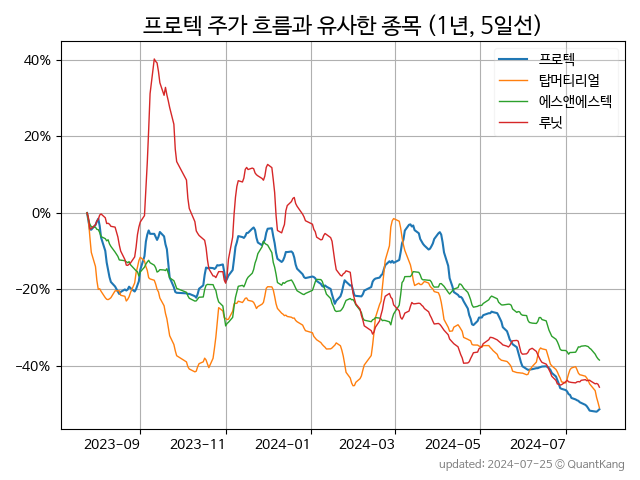 프로텍 주가 흐름과 유사한 종목 (1년, 5일선)
프로텍
탑머티리얼
에스앤에스텍
루닛
40%
20%
0%
−20%
−40%
2023-09
2023-11
2024-01
2024-03
2024-05
2024-07
updated: 2024-07-25 © QuantKang